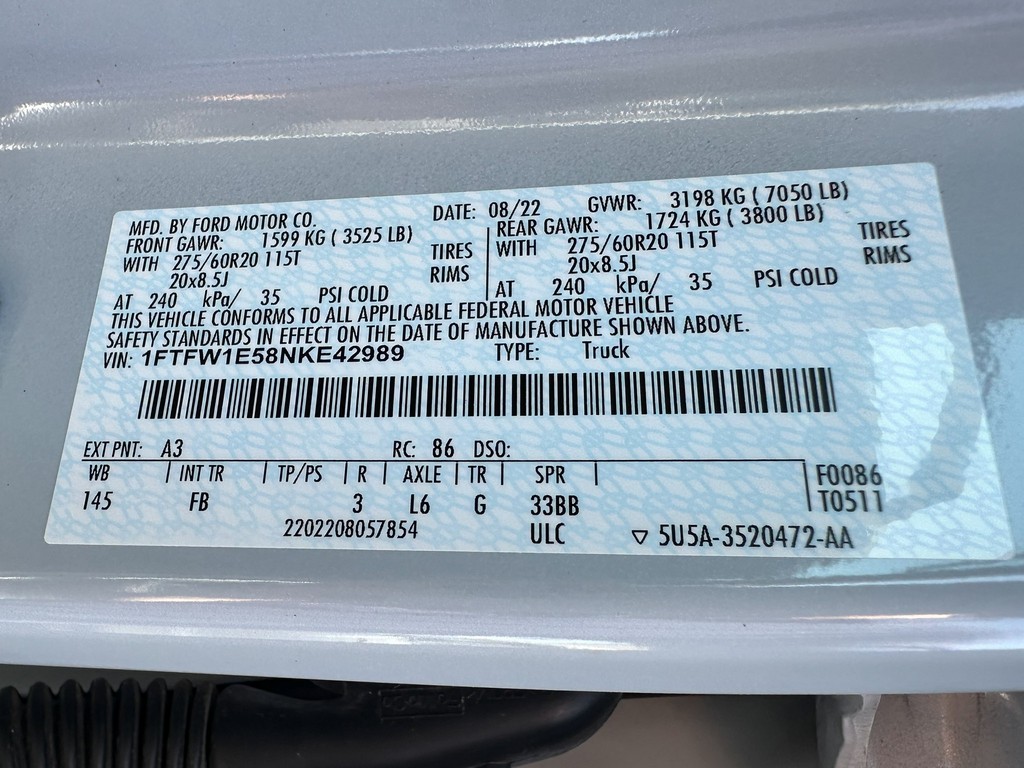 MFD. BY FORD MOTOR CO. DATE: 08/22 GVWR: 3198 KG ( 7050 LB)
FRONT GAWR: 1599 KG ( 3525 LB) REAR GAWR: 1724 KG ( 3800 LB)
WITH 275/60R20 115T TIRES WITH 275/60R20 115T TIRES
20x8.5J RIMS 20x8.5J RIMS
AT 240 kPa/ 35 PSI COLD AT 240 kPa/ 35 PSI COLD
THIS VEHICLE CONFORMS TO ALL APPLICABLE FEDERAL MOTOR VEHICLE
SAFETY STANDARDS IN EFFECT ON THE DATE OF MANUFACTURE SHOWN ABOVE.
VIN: 1FTFW1E58NKE42989 TYPE: Truck
EXT PNT: A3 RC: 86 DSO:
WB INT TR TP/PS R AXLE TR SPR F0086
145 FB 3 L6 G 33BB T0511
2202208057854 ULC ▽ 5U5A-3520472-AA